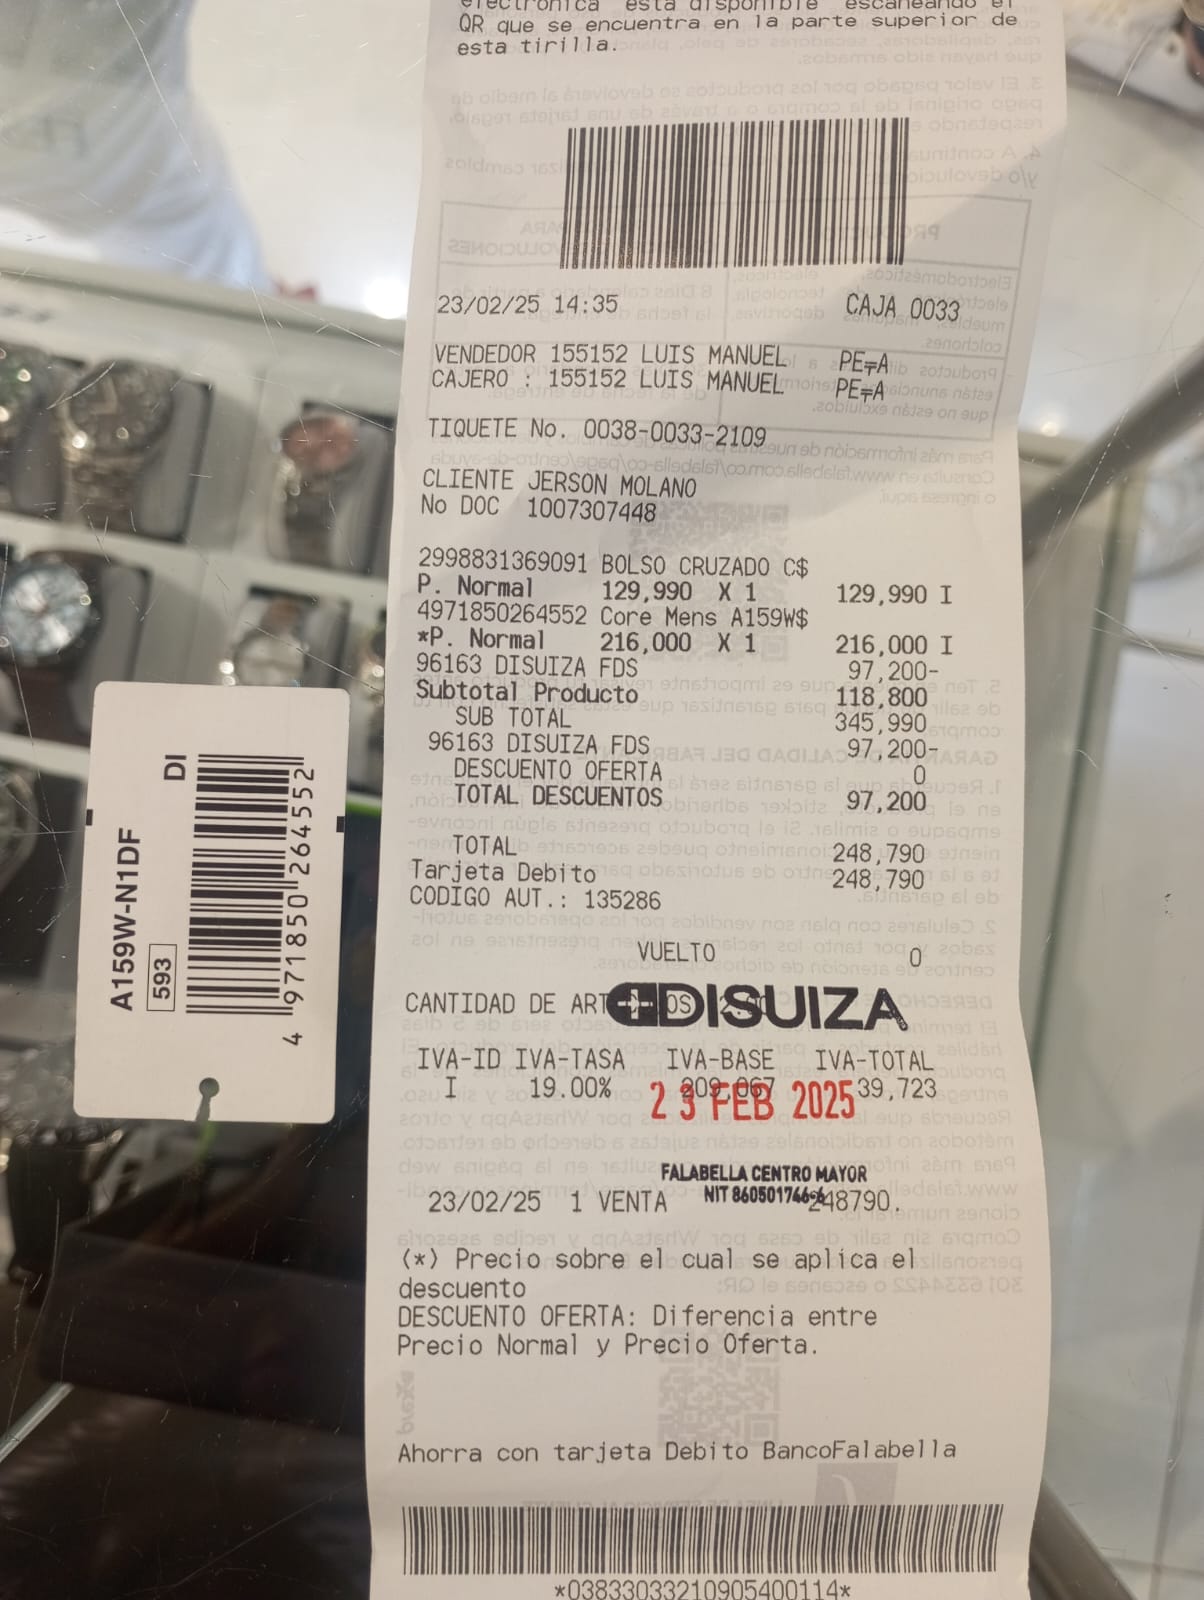 electrónica está disponible escaneando el
QR que se encuentra en la parte superior de
esta tirilla.
23/02/25 14:35 CAJA 0033
VENDEDOR 155152 LUIS MANUEL PE╤A
CAJERO : 155152 LUIS MANUEL PE╤A
TIQUETE No. 0038-0033-2109
CLIENTE JERSON MOLANO
No DOC 1007307448
2998831369091 BOLSO CRUZADO C$
P. Normal 129,990 X 1 129,990 I
4971850264552 Core Mens A159W$
*P. Normal 216,000 X 1 216,000 I
96163 DISUIZA FDS 97,200-
Subtotal Producto 118,800
SUB TOTAL 345,990
96163 DISUIZA FDS 97,200-
DESCUENTO OFERTA 0
TOTAL DESCUENTOS 97,200
TOTAL 248,790
Tarjeta Debito 248,790
CODIGO AUT.: 135286
VUELTO 0
CANTIDAD DE ART
DISUIZA
IVA-ID IVA-TASA IVA-BASE IVA-TOTAL
I 19.00% 209,067 39,723
23 FEB 2025
FALABELLA CENTRO MAYOR
NIT 860501746-6
23/02/25 1 VENTA 248790.
(*) Precio sobre el cual se aplica el
descuento
DESCUENTO OFERTA: Diferencia entre
Precio Normal y Precio Oferta.
Ahorra con tarjeta Debito BancoFalabella
*03833033210905400114*
DI
A159W-N1DF
593
4 971850 264552